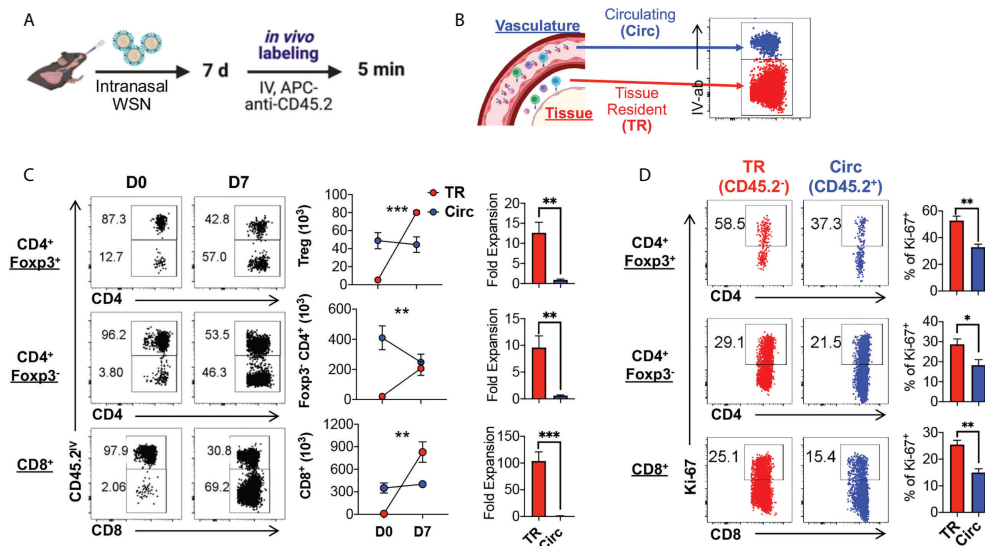 A
in vivo
labeling
Intranasal
WSN
7 d
IV, APC-
anti-CD45.2
5 min
B
Vasculature
Circulating
(Circ)
Tissue
Tissue
Resident
(TR)
IV-ab
C
D0
D7
CD45.2^IV
CD4+
Foxp3+
87.3
12.7
42.8
57.0
CD4
Treg (10^3)
100
80
60
40
20
0
***
TR
Circ
Fold Expansion
20
15
10
5
0
**
CD4+
Foxp3-
96.2
3.80
53.5
46.3
CD4
Foxp3- CD4+ (10^3)
600
400
200
0
**
Fold Expansion
15
10
5
0
**
CD8+
97.9
2.06
30.8
69.2
CD8
CD8+ (10^3)
1200
900
600
300
0
**
D0
D7
Fold Expansion
150
100
50
0
***
TR
Circ
D
TR
(CD45.2-)
Circ
(CD45.2+)
Ki-67
CD4+
Foxp3+
58.5
37.3
CD4
% of Ki-67+
60
40
20
0
**
CD4+
Foxp3-
29.1
21.5
CD4
% of Ki-67+
40
30
20
10
0
*
CD8+
25.1
15.4
CD8
% of Ki-67+
30
20
10
0
**
TR
Circ